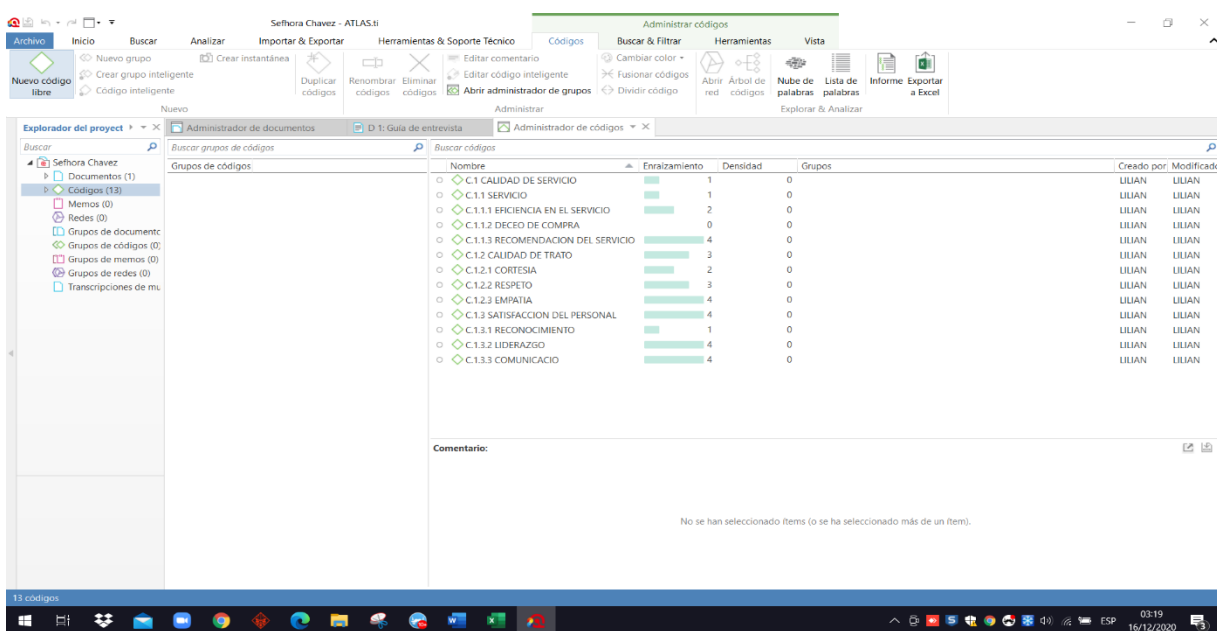 Sefhora Chavez - ATLAS.ti
Administrar códigos
Archivo Inicio Buscar Analizar Importar & Exportar Herramientas & Soporte Técnico Códigos Buscar & Filtrar Herramientas Vista
Nuevo código libre
Nuevo grupo
Crear grupo inteligente
Código inteligente
Crear instantánea
Duplicar códigos
Renombrar códigos
Eliminar códigos
Editar comentario
Editar código inteligente
Abrir administrador de grupos
Cambiar color
Fusionar códigos
Dividir código
Abrir red
Árbol de códigos
Nube de palabras
Lista de palabras
Informe
Exportar a Excel
Nuevo Administrar Explorar & Analizar
Explorador del proyect
Administrador de documentos
D 1: Guía de entrevista
Administrador de códigos
Buscar
Buscar grupos de códigos
Buscar códigos
Sefhora Chavez
Documentos (1)
Códigos (13)
Memos (0)
Redes (0)
Grupos de documentc
Grupos de códigos (0)
Grupos de memos (0)
Grupos de redes (0)
Transcripciones de mu
Grupos de códigos
Nombre Enraizamiento Densidad Grupos Creado por Modificado
C.1 CALIDAD DE SERVICIO 1 0 LILIAN LILIAN
C.1.1 SERVICIO 1 0 LILIAN LILIAN
C.1.1.1 EFICIENCIA EN EL SERVICIO 2 0 LILIAN LILIAN
C.1.1.2 DECEO DE COMPRA 0 0 LILIAN LILIAN
C.1.1.3 RECOMENDACION DEL SERVICIO 4 0 LILIAN LILIAN
C.1.2 CALIDAD DE TRATO 3 0 LILIAN LILIAN
C.1.2.1 CORTESIA 2 0 LILIAN LILIAN
C.1.2.2 RESPETO 3 0 LILIAN LILIAN
C.1.2.3 EMPATIA 4 0 LILIAN LILIAN
C.1.3 SATISFACCION DEL PERSONAL 4 0 LILIAN LILIAN
C.1.3.1 RECONOCIMIENTO 1 0 LILIAN LILIAN
C.1.3.2 LIDERAZGO 4 0 LILIAN LILIAN
C.1.3.3 COMUNICACIO 4 0 LILIAN LILIAN
Comentario:
No se han seleccionado ítems (o se ha seleccionado más de un ítem).
13 códigos
ESP
03:19
16/12/2020